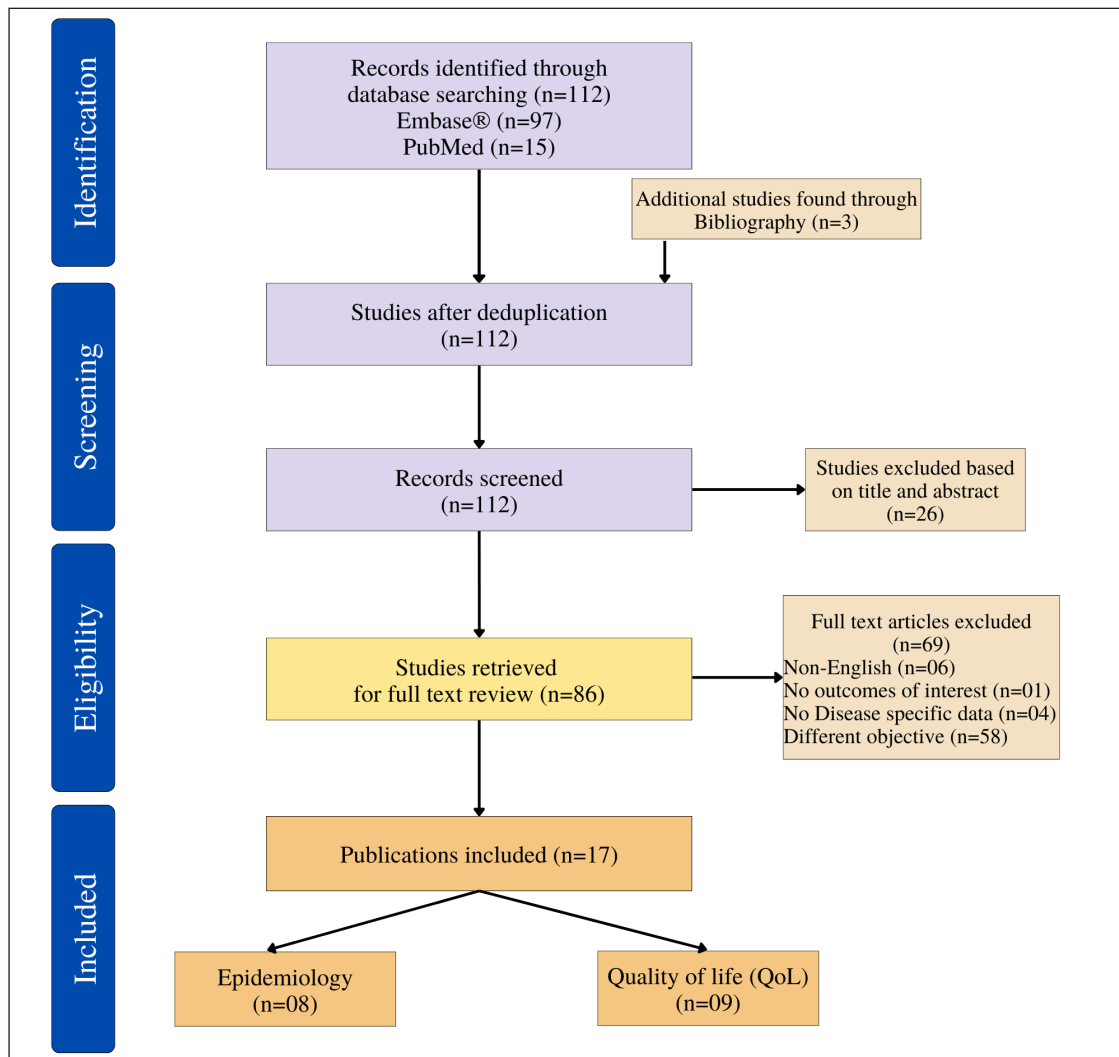 Identification
Records identified through
database searching (n=112)
Embase® (n=97)
PubMed (n=15)
Additional studies found through
Bibliography (n=3)
Screening
Studies after deduplication
(n=112)
Records screened
(n=112)
Studies excluded based
on title and abstract
(n=26)
Eligibility
Studies retrieved
for full text review (n=86)
Full text articles excluded
(n=69)
Non-English (n=06)
No outcomes of interest (n=01)
No Disease specific data (n=04)
Different objective (n=58)
Included
Publications included (n=17)
Epidemiology
(n=08)
Quality of life (QoL)
(n=09)